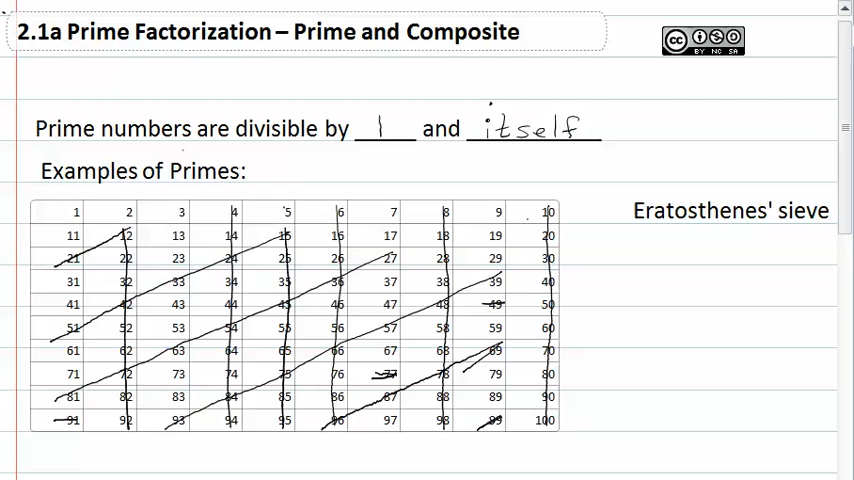 2.1a Prime Factorization – Prime and Composite
cc BY NC SA
Prime numbers are divisible by 1 and itself
Examples of Primes:
Eratosthenes' sieve
1 2 3 4 5 6 7 8 9 10
11 12 13 14 15 16 17 18 19 20
21 22 23 24 25 26 27 28 29 30
31 32 33 34 35 36 37 38 39 40
41 42 43 44 45 46 47 48 49 50
51 52 53 54 55 56 57 58 59 60
61 62 63 64 65 66 67 68 69 70
71 72 73 74 75 76 77 78 79 80
81 82 83 84 85 86 87 88 89 90
91 92 93 94 95 96 97 98 99 100